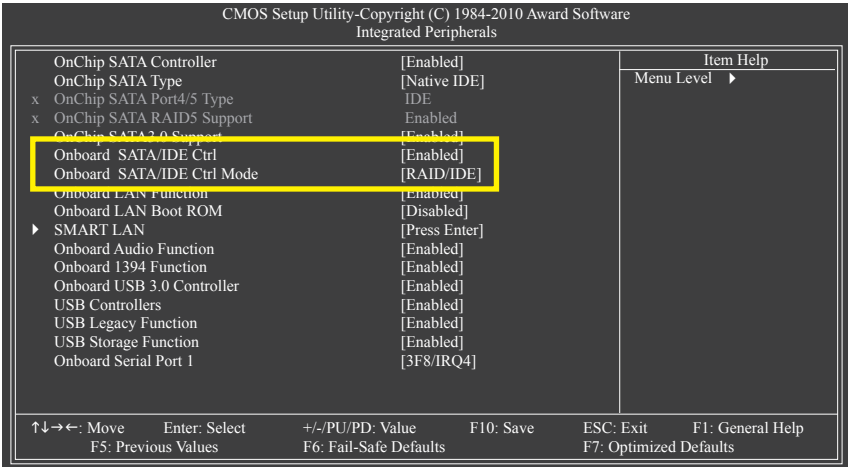 CMOS Setup Utility-Copyright (C) 1984-2010 Award Software
Integrated Peripherals
OnChip SATA Controller [Enabled]
OnChip SATA Type [Native IDE]
x OnChip SATA Port4/5 Type IDE
x OnChip SATA RAID5 Support Enabled
OnChip SATA3.0 Support [Enabled]
Onboard SATA/IDE Ctrl [Enabled]
Onboard SATA/IDE Ctrl Mode [RAID/IDE]
Onboard LAN Function [Enabled]
Onboard LAN Boot ROM [Disabled]
SMART LAN [Press Enter]
Onboard Audio Function [Enabled]
Onboard 1394 Function [Enabled]
Onboard USB 3.0 Controller [Enabled]
USB Controllers [Enabled]
USB Legacy Function [Enabled]
USB Storage Function [Enabled]
Onboard Serial Port 1 [3F8/IRQ4]
Item Help
Menu Level
↑↓→←: Move Enter: Select +/-/PU/PD: Value F10: Save ESC: Exit F1: General Help
F5: Previous Values F6: Fail-Safe Defaults F7: Optimized Defaults